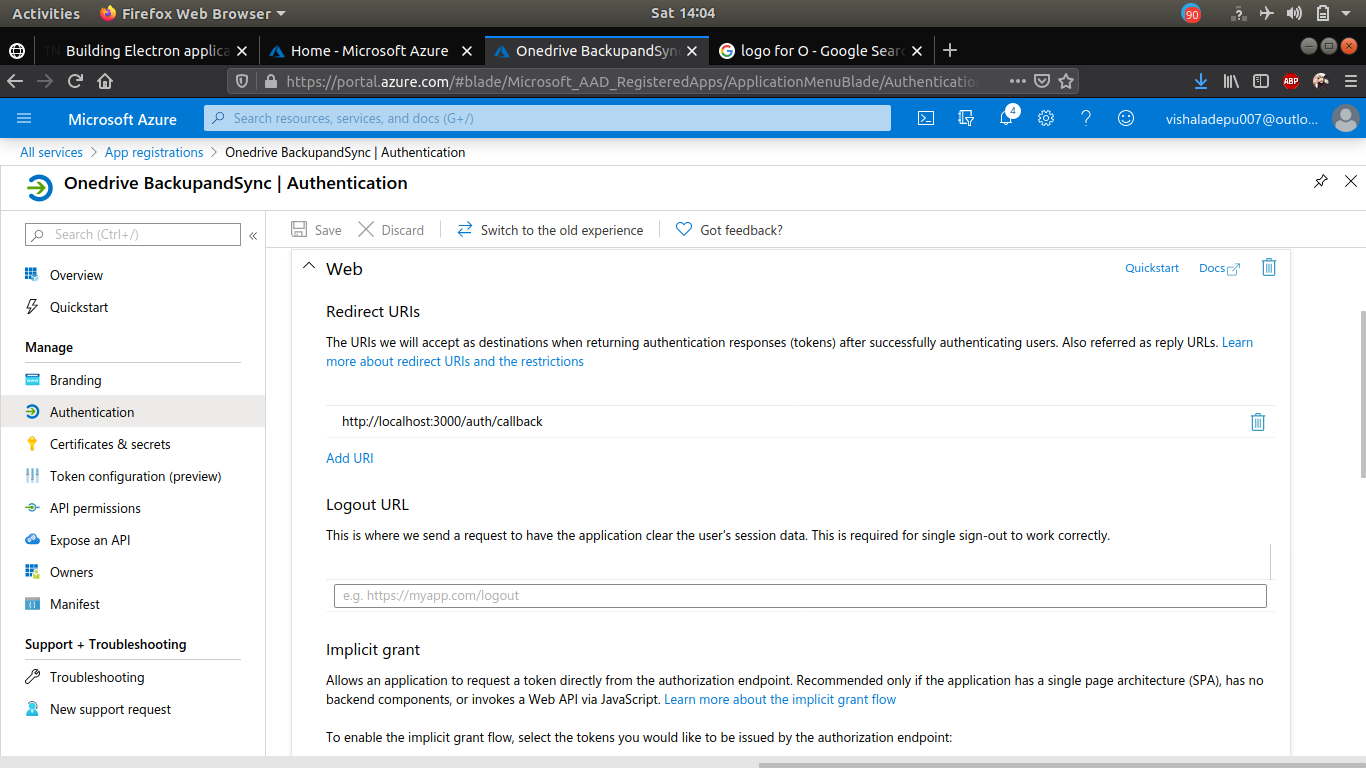 Activities Firefox Web Browser Sat 14:04 90
TN Building Electron applica Home - Microsoft Azure Onedrive BackupandSyn logo for O - Google Sear
https://portal.azure.com/#blade/Microsoft_AAD_RegisteredApps/ApplicationMenuBlade/Authentication ABP
Microsoft Azure Search resources, services, and docs (G+/) 4 vishaladepu007@outlo...
All services > App registrations > Onedrive BackupandSync | Authentication
Onedrive BackupandSync | Authentication
Search (Ctrl+/) «
Overview
Quickstart
Manage
Branding
Authentication
Certificates & secrets
Token configuration (preview)
API permissions
Expose an API
Owners
Manifest
Support + Troubleshooting
Troubleshooting
New support request
Save Discard Switch to the old experience Got feedback?
Web Quickstart Docs
Redirect URIs
The URIs we will accept as destinations when returning authentication responses (tokens) after successfully authenticating users. Also referred as reply URLs. Learn
more about redirect URIs and the restrictions
http://localhost:3000/auth/callback
Add URI
Logout URL
This is where we send a request to have the application clear the user's session data. This is required for single sign-out to work correctly.
e.g. https://myapp.com/logout
Implicit grant
Allows an application to request a token directly from the authorization endpoint. Recommended only if the application has a single page architecture (SPA), has no
backend components, or invokes a Web API via JavaScript. Learn more about the implicit grant flow
To enable the implicit grant flow, select the tokens you would like to be issued by the authorization endpoint: